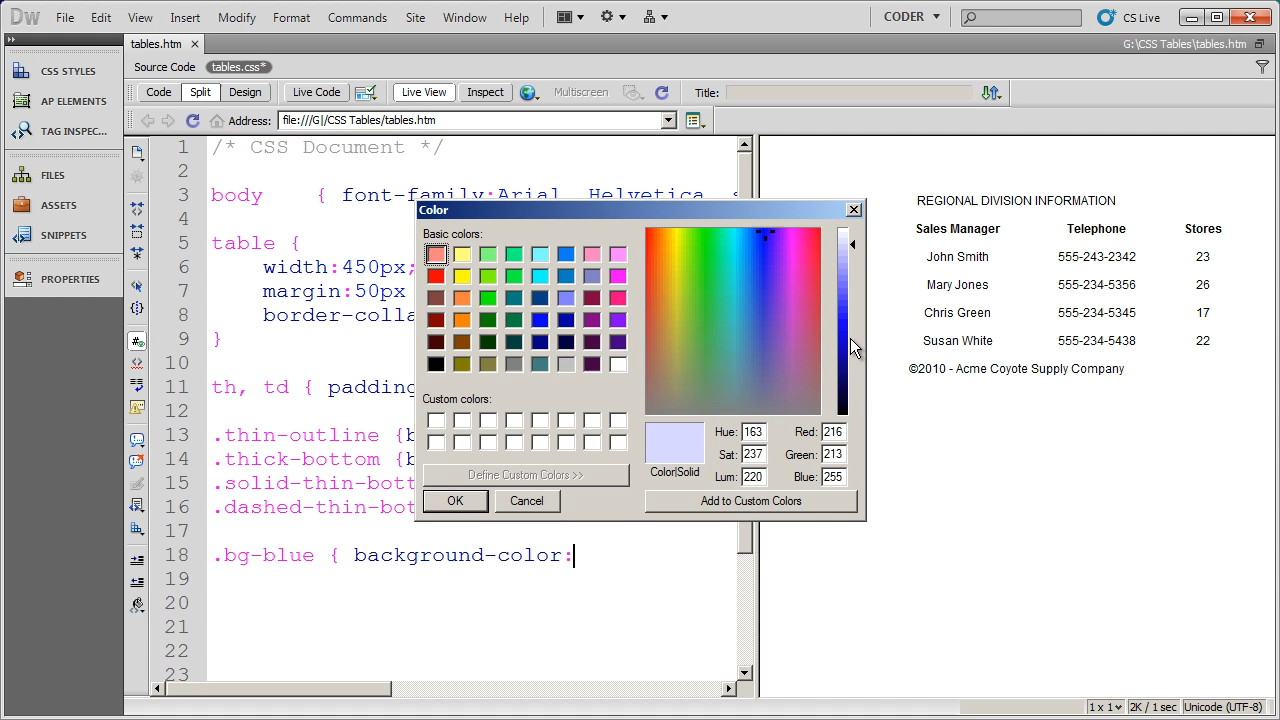 Dw File Edit View Insert Modify Format Commands Site Window Help CODER CS Live
tables.htm G:\CSS Tables\tables.htm
Source Code tables.css*
Code Split Design Live Code Live View Inspect Multiscreen Title:
Address: file:///G|/CSS Tables/tables.htm
CSS STYLES
AP ELEMENTS
TAG INSPEC...
FILES
ASSETS
SNIPPETS
PROPERTIES
1 /* CSS Document */
2
3 body { font-family:Arial, Helvetica, s
4
5 table {
6 width:450px;
7 margin:50px
8 border-colla
9 }
10
11 th, td { padding
12
13 .thin-outline {b
14 .thick-bottom {b
15 .solid-thin-bott
16 .dashed-thin-bot
17
18 .bg-blue { background-color:
19
20
21
22
23
Color
Basic colors:
Custom colors:
Define Custom Colors >>
OK Cancel
Hue: 163 Red: 216
Sat: 237 Green: 213
Lum: 220 Blue: 255
Color|Solid
Add to Custom Colors
REGIONAL DIVISION INFORMATION
Sales Manager Telephone Stores
John Smith 555-243-2342 23
Mary Jones 555-234-5356 26
Chris Green 555-234-5345 17
Susan White 555-234-5438 22
©2010 - Acme Coyote Supply Company
1 x 1 2K / 1 sec Unicode (UTF-8)